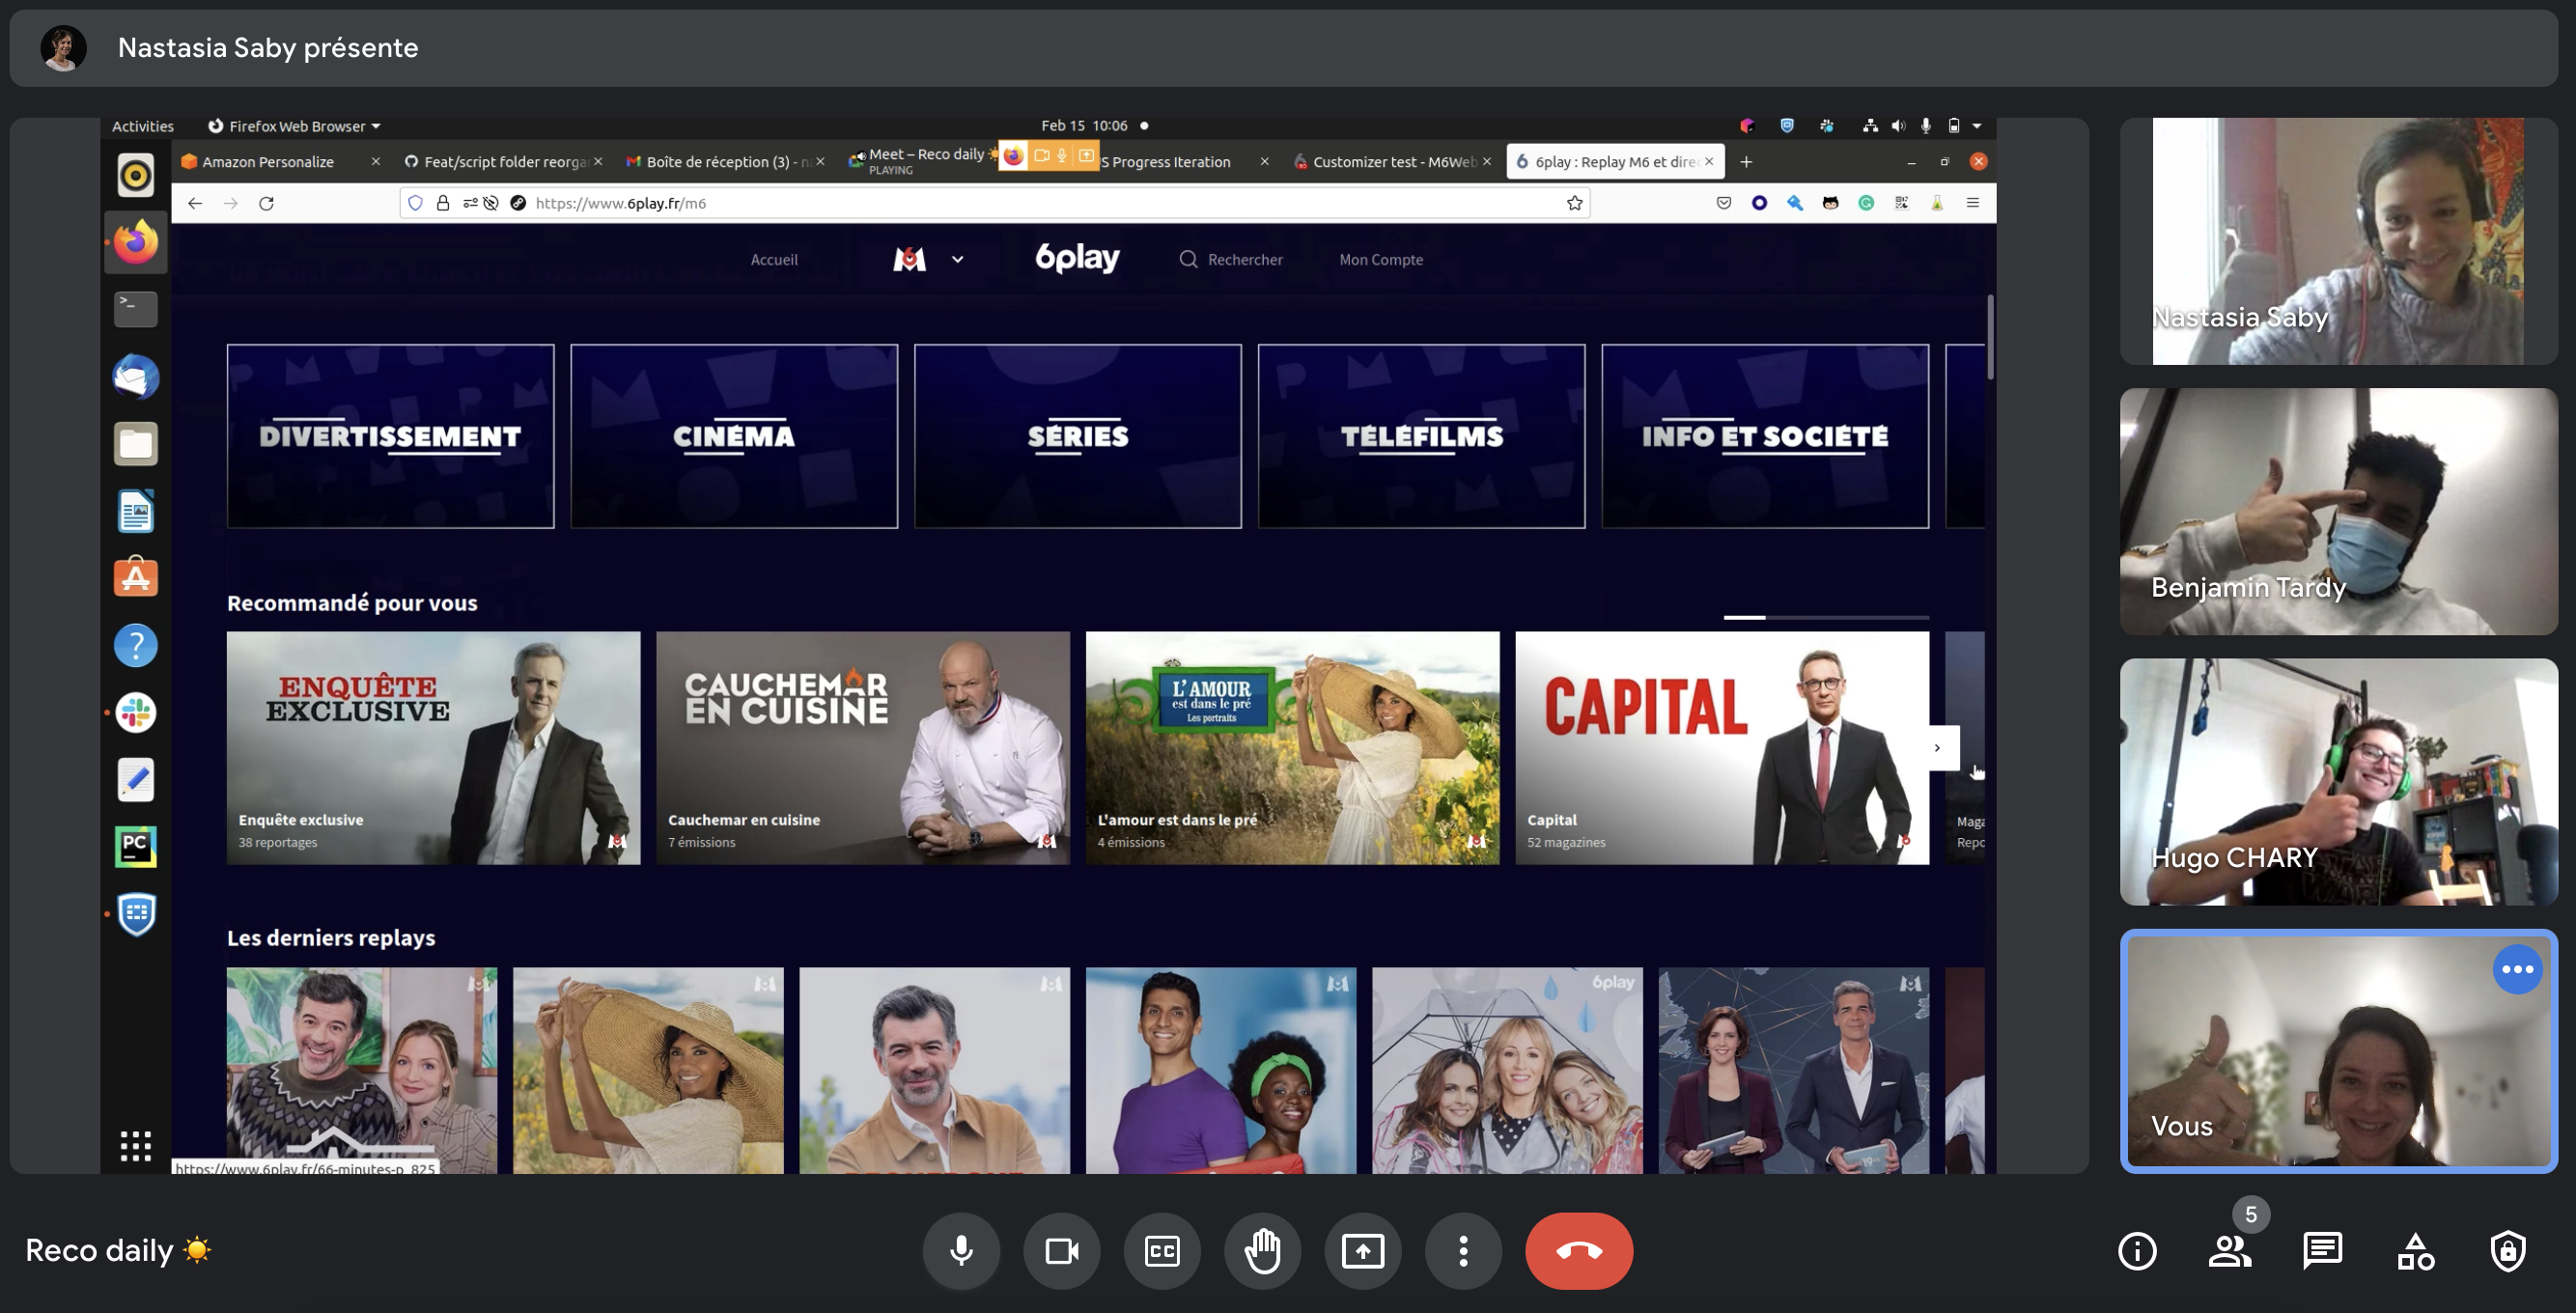 Nastasia Saby présente
Activities
Firefox Web Browser
Feb 15 10:06
Amazon Personalize
Feat/script folder reorga
Boîte de réception (3) - n
Meet – Reco daily
PLAYING
S Progress Iteration
Customizer test - M6Web
6play : Replay M6 et direc
https://www.6play.fr/m6
Accueil
M6
6play
Rechercher
Mon Compte
DIVERTISSEMENT
CINÉMA
SÉRIES
TÉLÉFILMS
INFO ET SOCIÉTÉ
Recommandé pour vous
ENQUÊTE
EXCLUSIVE
Enquête exclusive
38 reportages
CAUCHEMAR
EN CUISINE
Cauchemar en cuisine
7 émissions
L'AMOUR
est dans le pré
Les portraits
L'amour est dans le pré
4 émissions
CAPITAL
Capital
52 magazines
Maga
Repo
Les derniers replays
6play
https://www.6play.fr/66-minutes-p_825
PC
Nastasia Saby
Benjamin Tardy
Hugo CHARY
Vous
Reco daily ☀️
CC
5